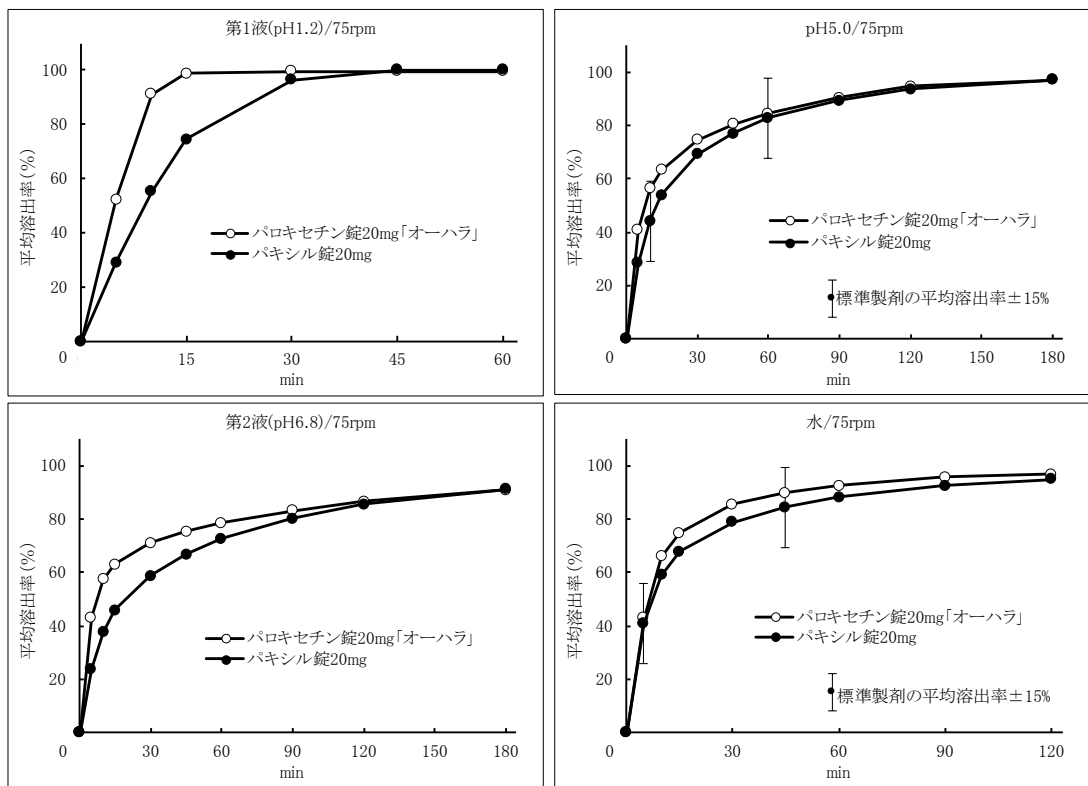 第1液(pH1.2)/75rpm
平均溶出率(%)
100
80
60
40
20
0
15
30
45
60
min
パロキセチン錠20mg「オーハラ」
パキシル錠20mg
pH5.0/75rpm
平均溶出率(%)
100
80
60
40
20
0
30
60
90
120
150
180
min
パロキセチン錠20mg「オーハラ」
パキシル錠20mg
標準製剤の平均溶出率±15%
第2液(pH6.8)/75rpm
平均溶出率(%)
100
80
60
40
20
0
30
60
90
120
150
180
min
パロキセチン錠20mg「オーハラ」
パキシル錠20mg
水/75rpm
平均溶出率(%)
100
80
60
40
20
0
30
60
90
120
min
パロキセチン錠20mg「オーハラ」
パキシル錠20mg
標準製剤の平均溶出率±15%